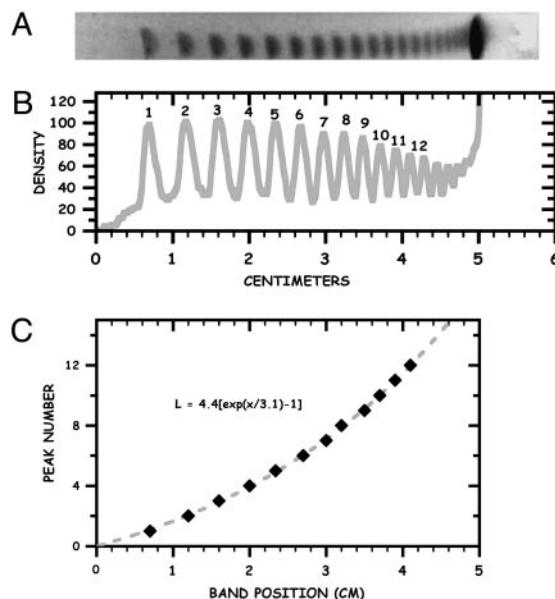 A
B
120
100
80
60
40
20
0
DENSITY
1 2 3 4 5 6 7 8 9 10 11 12
0 1 2 3 4 5 6
CENTIMETERS
C
12
8
4
0
PEAK NUMBER
L = 4.4[exp(x/3.1)-1]
0 1 2 3 4 5
BAND POSITION (CM)